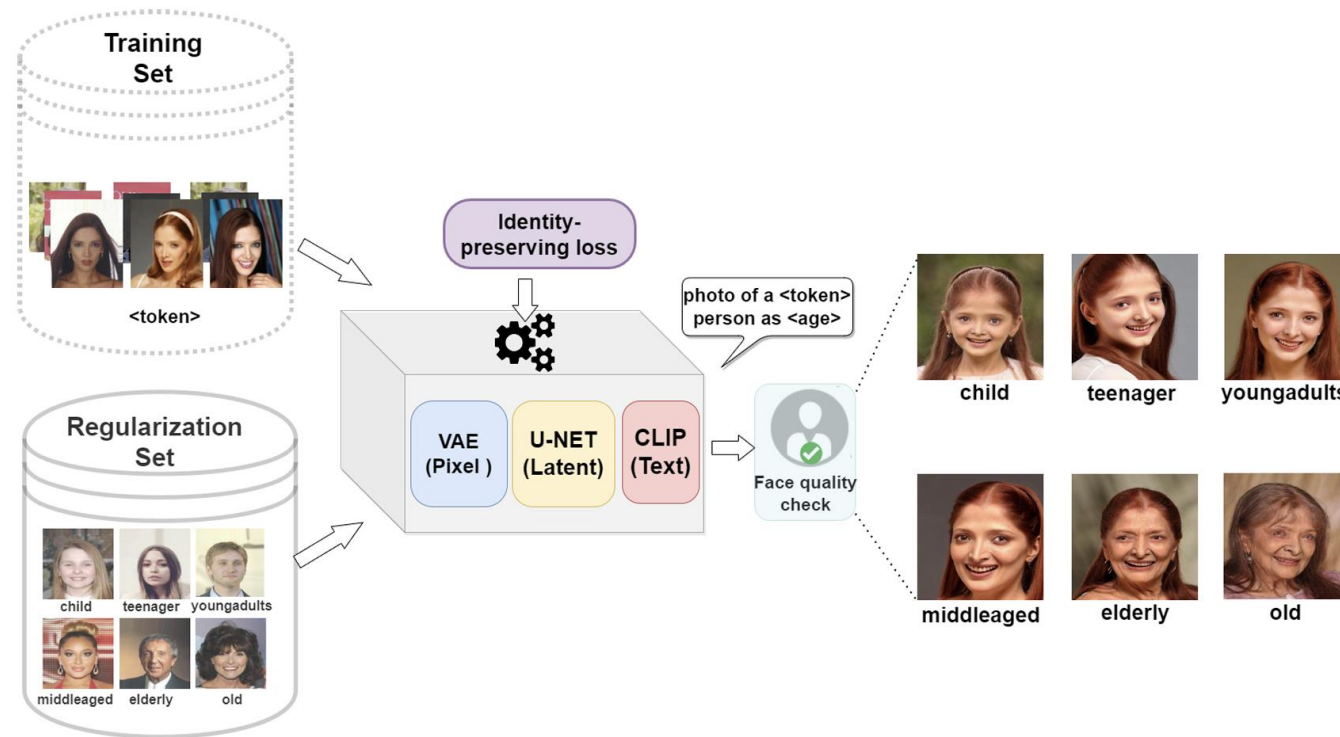 Training
Set
<token>
Identity-
preserving loss
photo of a <token>
person as <age>
VAE
(Pixel )
U-NET
(Latent)
CLIP
(Text)
Face quality
check
Regularization
Set
child
teenager
youngadults
middleaged
elderly
old
child
teenager
youngadults
middleaged
elderly
old